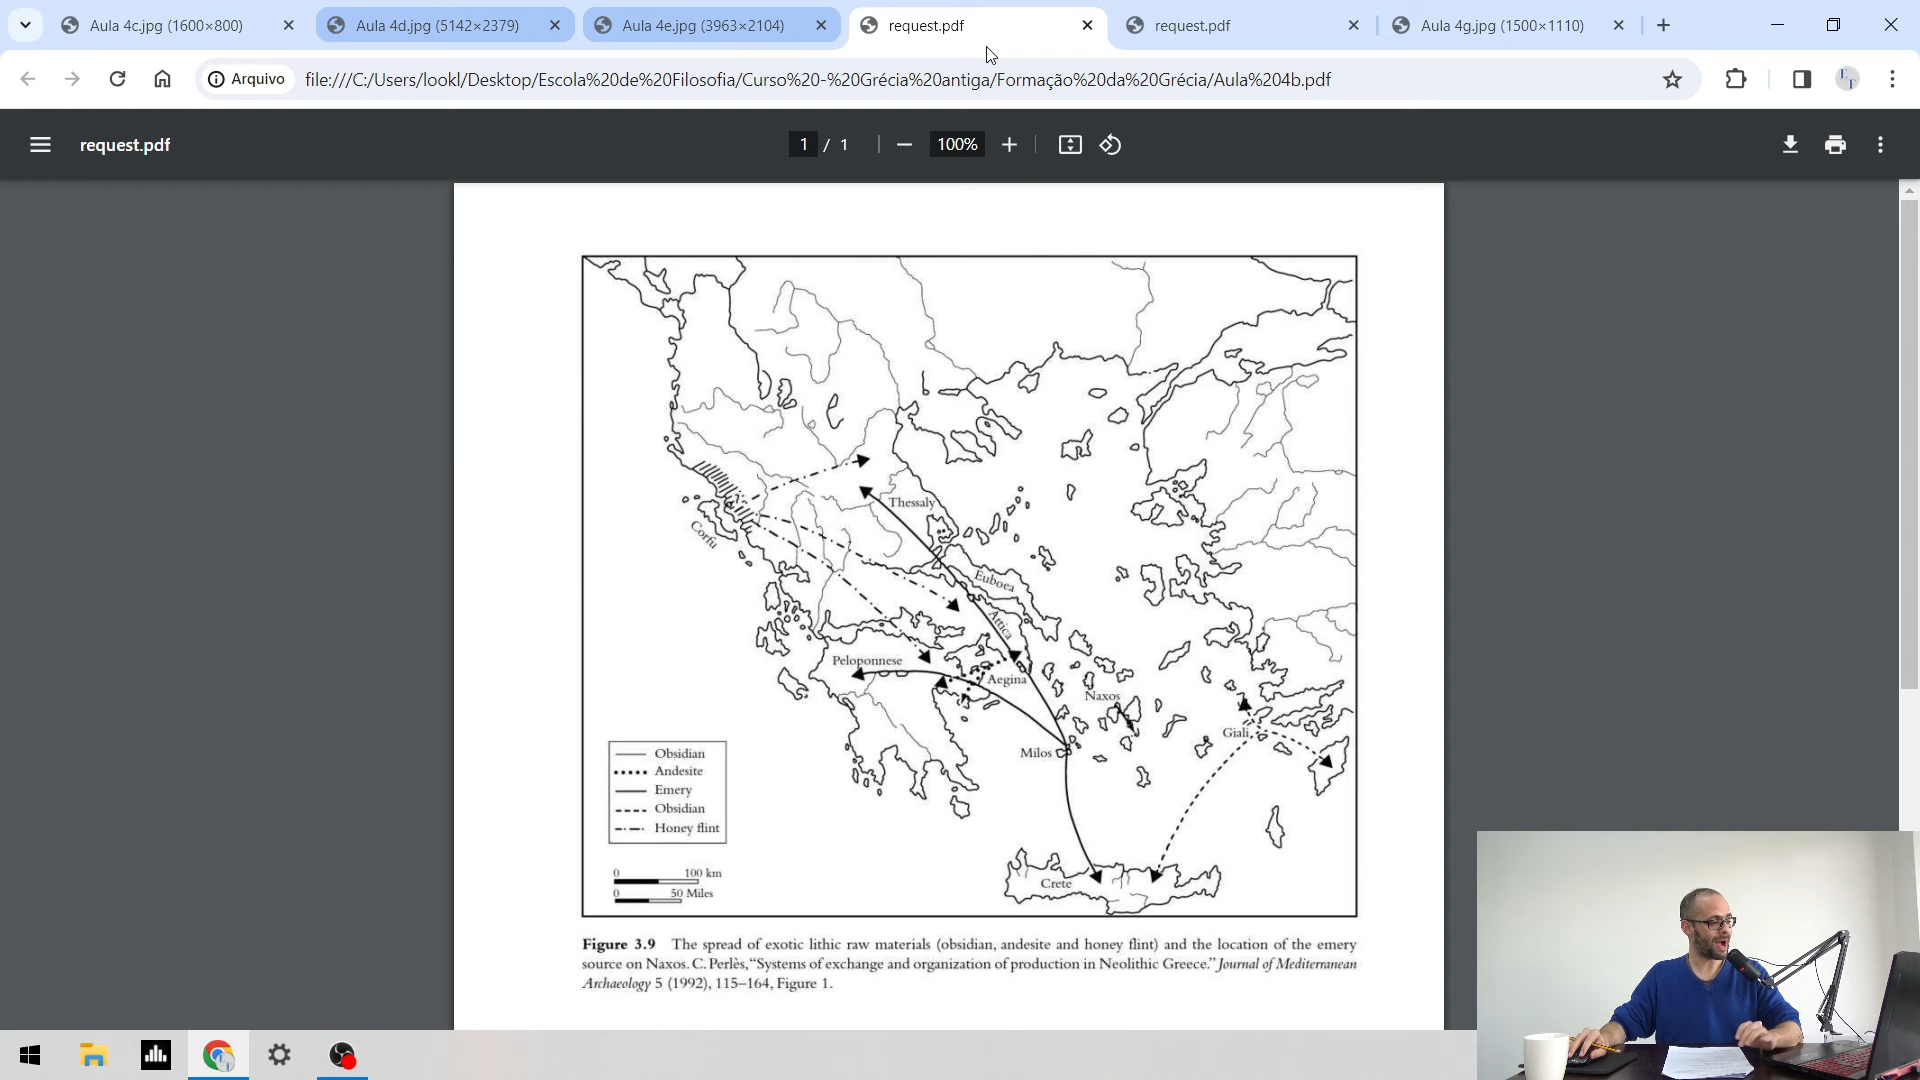 Aula 4c.jpg (1600×800)
Aula 4d.jpg (5142×2379)
Aula 4e.jpg (3963×2104)
request.pdf
request.pdf
Aula 4g.jpg (1500×1110)
Arquivo
file:///C:/Users/lookl/Desktop/Escola%20de%20Filosofia/Curso%20-%20Grécia%20antiga/Formação%20da%20Grécia/Aula%204b.pdf
E F
request.pdf
1 / 1
100%
Thessaly
Corfu
Euboea
Attica
Peloponnese
Aegina
Naxos
Giali
Milos
Crete
Obsidian
Andesite
Emery
Obsidian
Honey flint
0 100 km
0 50 Miles
Figure 3.9 The spread of exotic lithic raw materials (obsidian, andesite and honey flint) and the location of the emery
source on Naxos. C. Perlès, “Systems of exchange and organization of production in Neolithic Greece.” Journal of Mediterranean
Archaeology 5 (1992), 115–164, Figure 1.